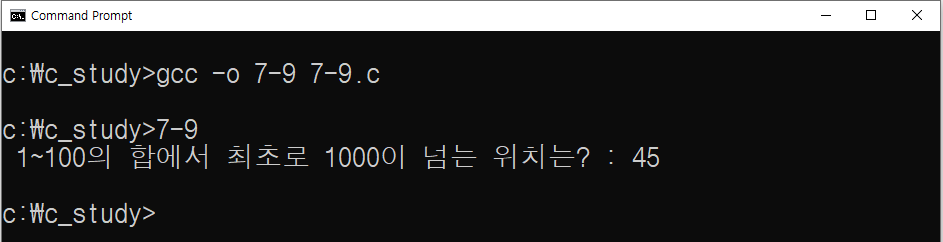 Command Prompt
c:₩c_study>gcc -o 7-9 7-9.c
c:₩c_study>7-9
1~100의 합에서 최초로 1000이 넘는 위치는? : 45
c:₩c_study>